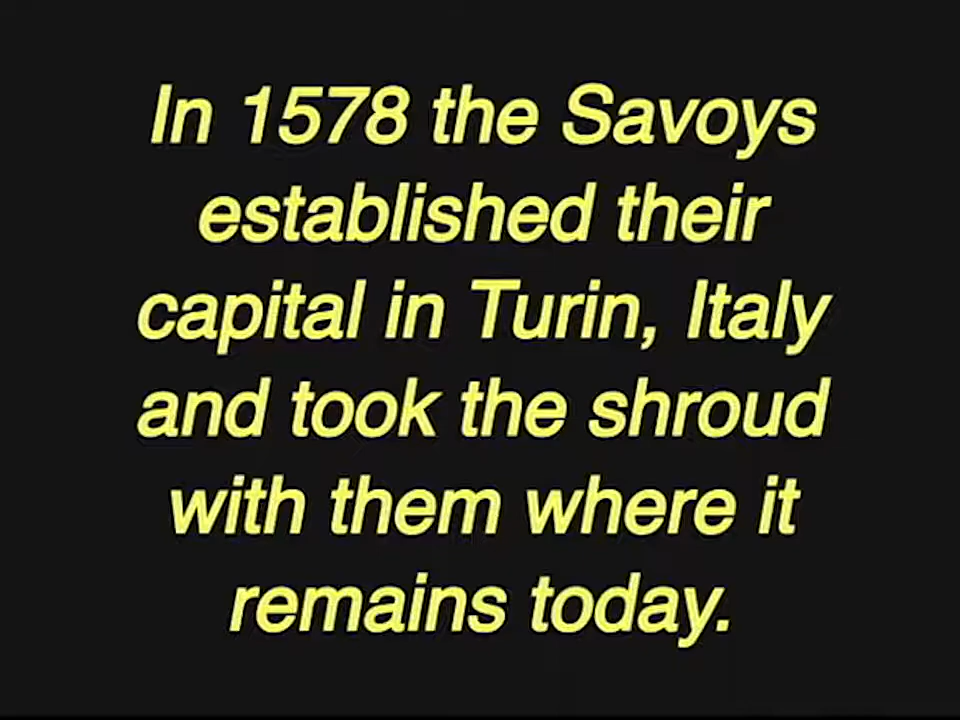 In 1578 the Savoys
established their
capital in Turin, Italy
and took the shroud
with them where it
remains today.